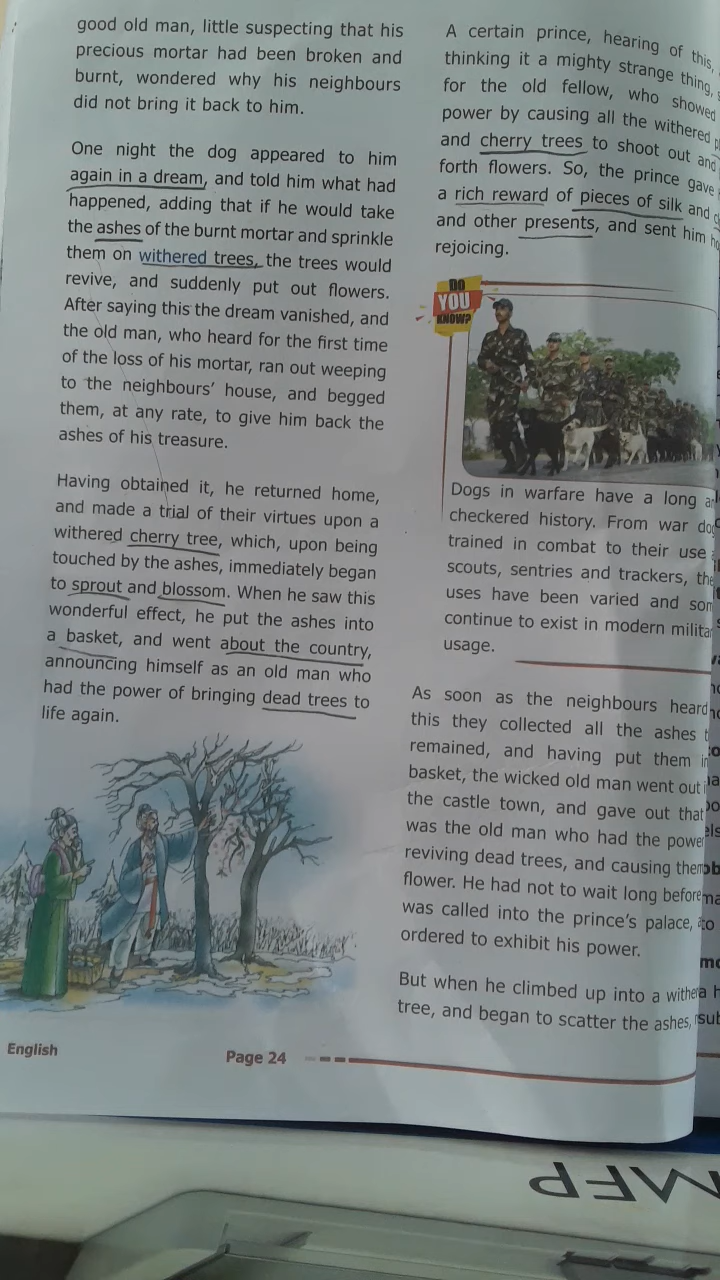 good old man, little suspecting that his
precious mortar had been broken and
burnt, wondered why his neighbours
did not bring it back to him.
One night the dog appeared to him
again in a dream, and told him what had
happened, adding that if he would take
the ashes of the burnt mortar and sprinkle
them on withered trees, the trees would
revive, and suddenly put out flowers.
After saying this the dream vanished, and
the old man, who heard for the first time
of the loss of his mortar, ran out weeping
to the neighbours' house, and begged
them, at any rate, to give him back the
ashes of his treasure.
Having obtained it, he returned home,
and made a trial of their virtues upon a
withered cherry tree, which, upon being
touched by the ashes, immediately began
to sprout and blossom. When he saw this
wonderful effect, he put the ashes into
a basket, and went about the country,
announcing himself as an old man who
had the power of bringing dead trees to
life again.
A certain prince, hearing of this,
thinking it a mighty strange thing,
for the old fellow, who showed
power by causing all the withered
and cherry trees to shoot out and
forth flowers. So, the prince gave
a rich reward of pieces of silk and
and other presents, and sent him
rejoicing.
DO
YOU
KNOW?
Dogs in warfare have a long
checkered history. From war
trained in combat to their use
scouts, sentries and trackers,
uses have been varied and
continue to exist in modern
usage.
As soon as the neighbours heard
this they collected all the ashes
remained, and having put them
basket, the wicked old man went out
the castle town, and gave out that
was the old man who had the
reviving dead trees, and causing
flower. He had not to wait long before
was called into the prince's palace,
ordered to exhibit his power.
But when he climbed up into a
tree, and began to scatter the ashes,
English
Page 24
MFP